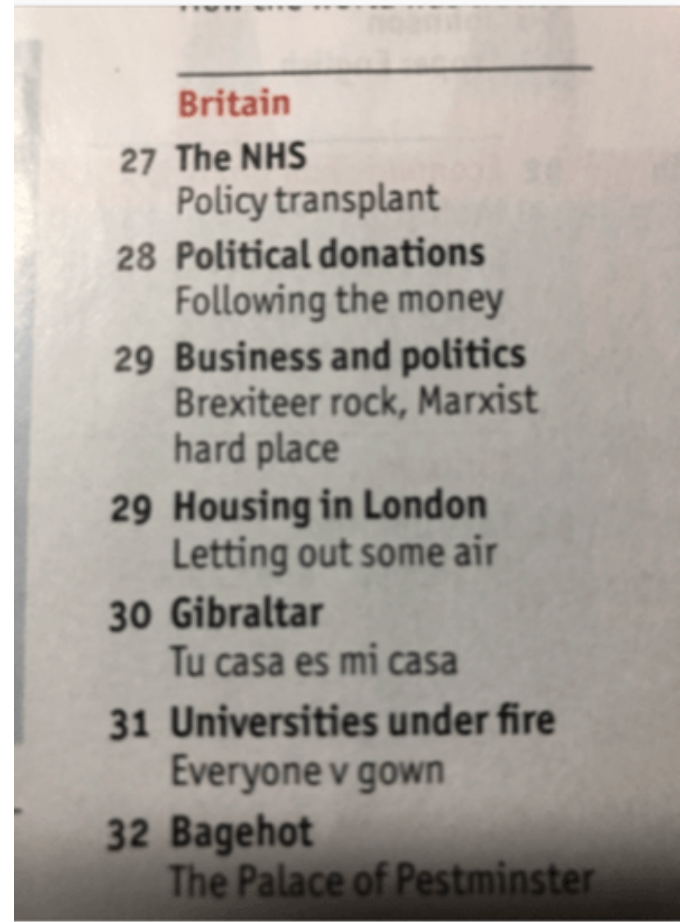 Britain
27 The NHS
Policy transplant
28 Political donations
Following the money
29 Business and politics
Brexiteer rock, Marxist
hard place
29 Housing in London
Letting out some air
30 Gibraltar
Tu casa es mi casa
31 Universities under fire
Everyone v gown
32 Bagehot
The Palace of Pestminster